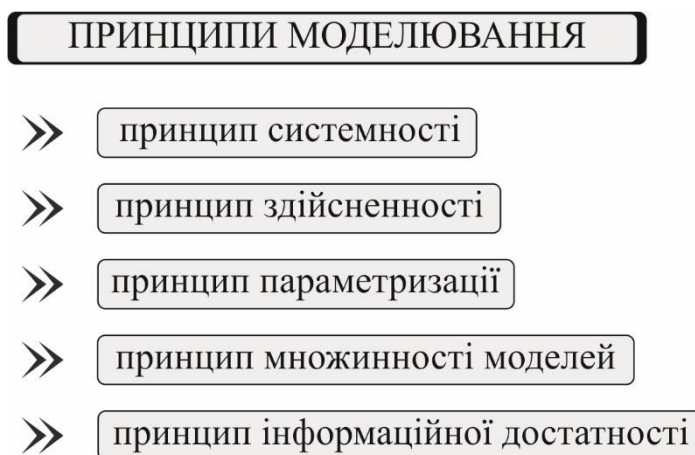 ПРИНЦИПИ МОДЕЛЮВАННЯ
принцип системності
принцип здійсненності
принцип параметризації
принцип множинності моделей
принцип інформаційної достатності